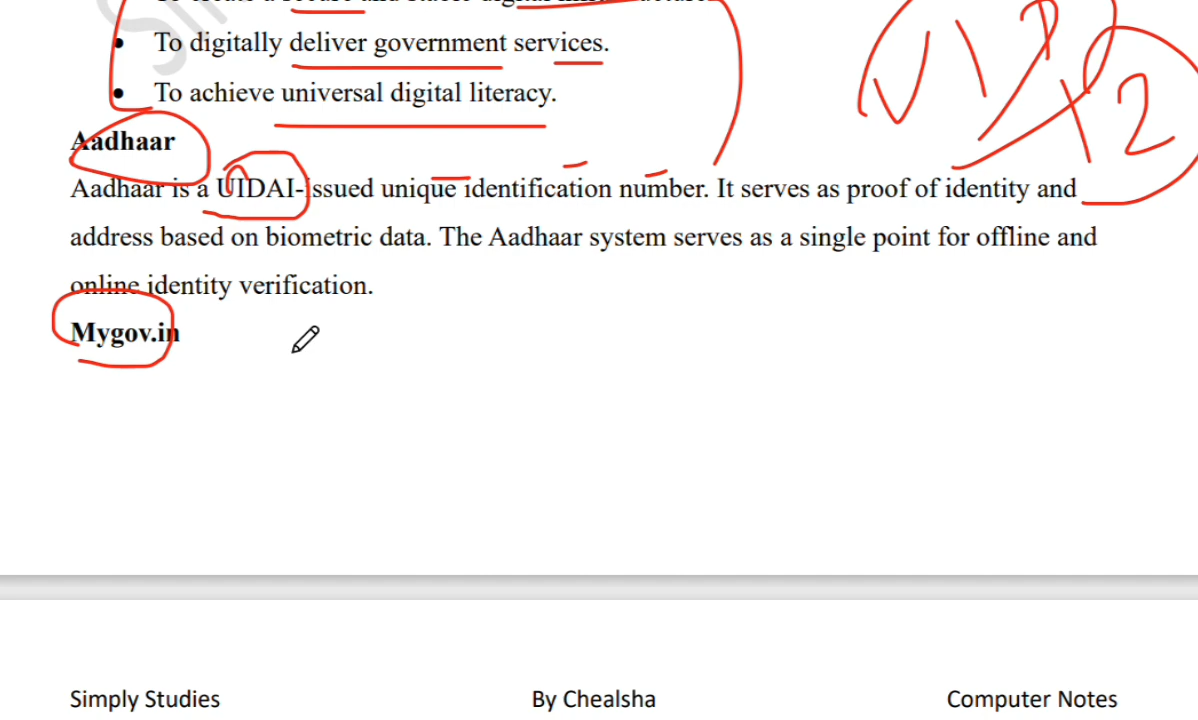 • To digitally deliver government services.
• To achieve universal digital literacy.
Aadhaar
Aadhaar is a UIDAI-issued unique identification number. It serves as proof of identity and
address based on biometric data. The Aadhaar system serves as a single point for offline and
online identity verification.
Mygov.in
Simply Studies By Chealsha Computer Notes